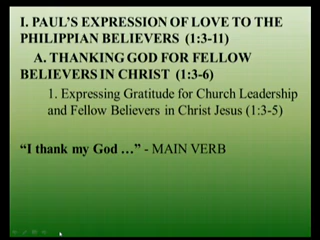 I. PAUL'S EXPRESSION OF LOVE TO THE
PHILIPPIAN BELIEVERS (1:3-11)
A. THANKING GOD FOR FELLOW
BELIEVERS IN CHRIST (1:3-6)
1. Expressing Gratitude for Church Leadership
and Fellow Believers in Christ Jesus (1:3-5)
“I thank my God …” - MAIN VERB